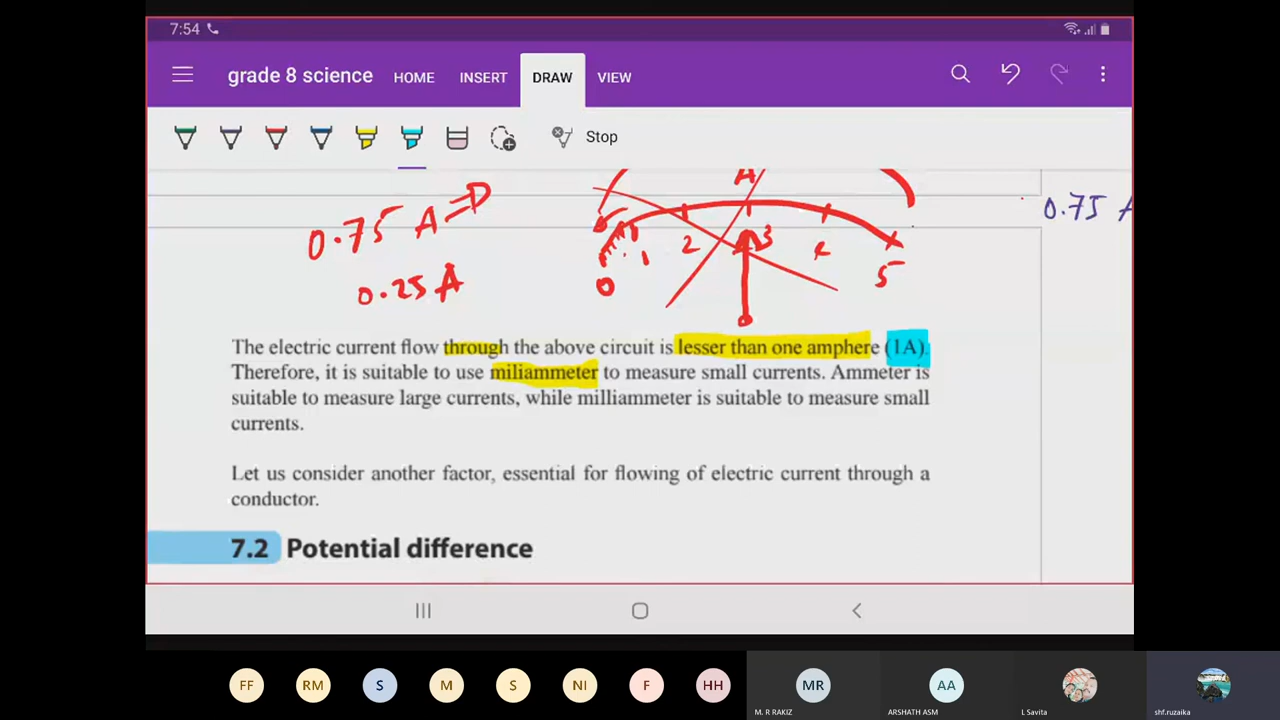 7:54
grade 8 science HOME INSERT DRAW VIEW
Stop
A
0.75 A
0.75 A
0.25 A
0 1 2 3 4 5
The electric current flow through the above circuit is lesser than one amphere (1A).
Therefore, it is suitable to use miliammeter to measure small currents. Ammeter is
suitable to measure large currents, while milliammeter is suitable to measure small
currents.
Let us consider another factor, essential for flowing of electric current through a
conductor.
7.2 Potential difference
FF RM S M S NI F HH MR AA
M. R RAKIZ ARSHATH ASM L Savita shf.ruzaika